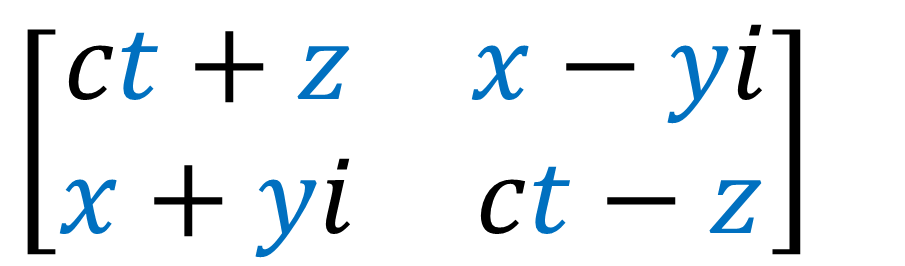 ct + z x − yi
x + yi ct − z